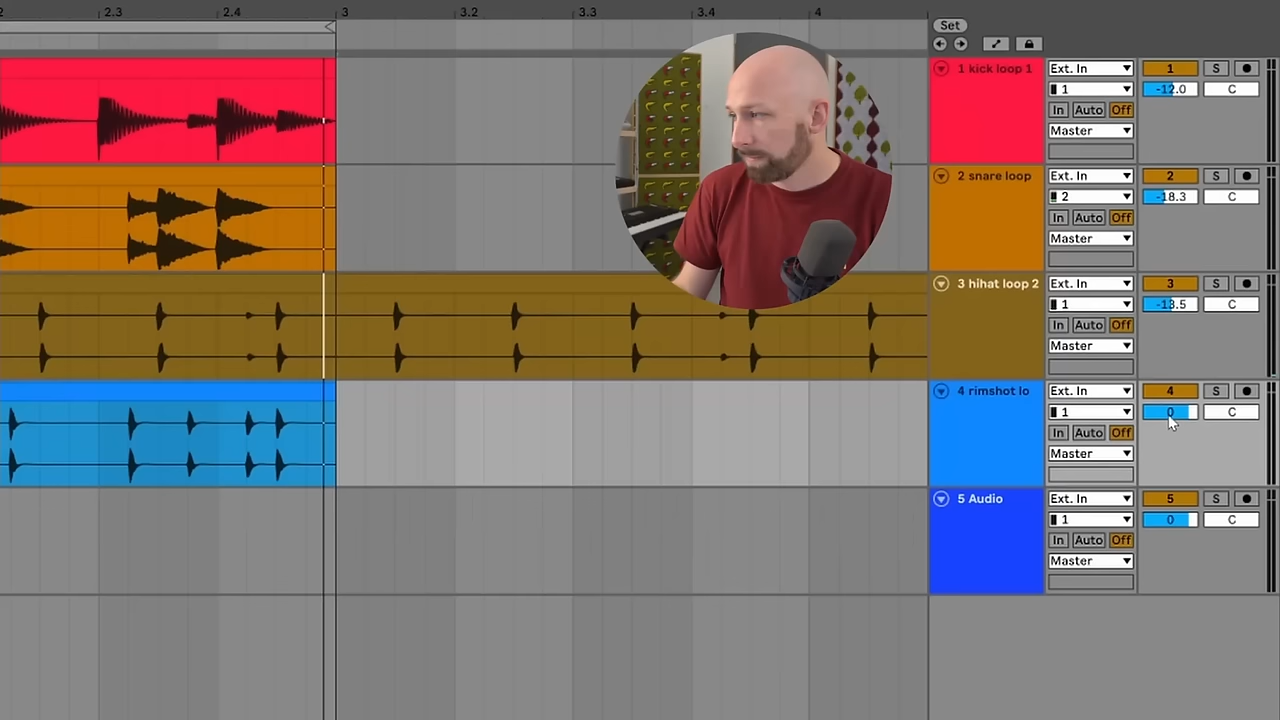 2
2.3
2.4
3
3.2
3.3
3.4
4
Set
1 kick loop 1
Ext. In
1
S
1
-12.0
C
In
Auto
Off
Master
2 snare loop
Ext. In
2
S
2
-18.3
C
In
Auto
Off
Master
3 hihat loop 2
Ext. In
3
S
1
-13.5
C
In
Auto
Off
Master
4 rimshot lo
Ext. In
4
S
1
0
C
In
Auto
Off
Master
5 Audio
Ext. In
5
S
1
0
C
In
Auto
Off
Master